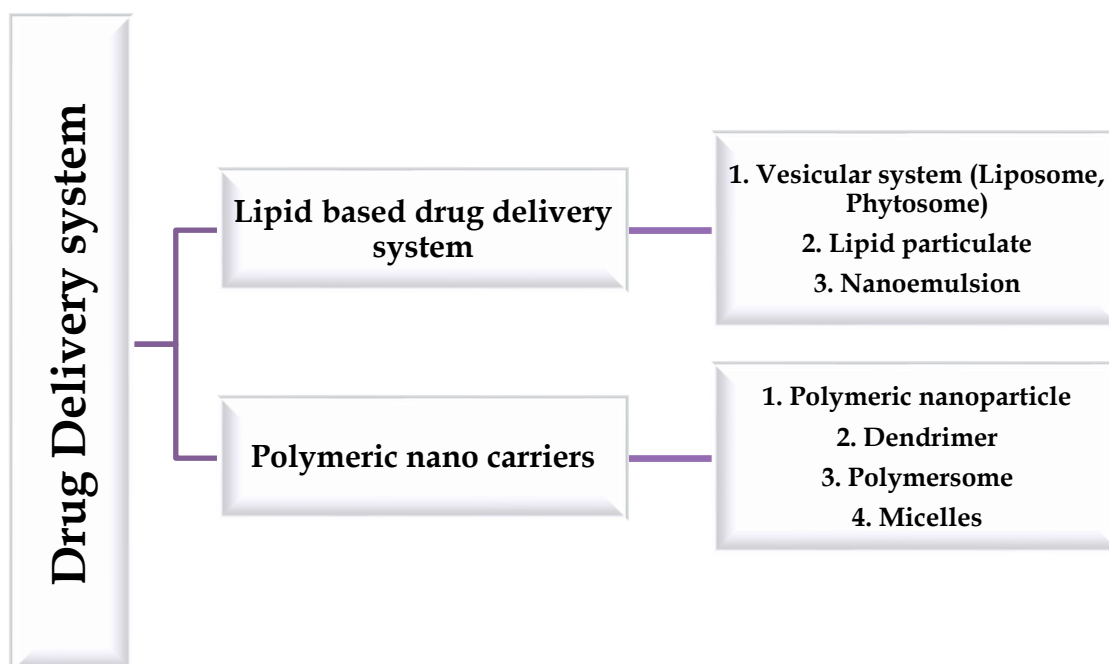 Drug Delivery system
Lipid based drug delivery
system
1. Vesicular system (Liposome,
Phytosome)
2. Lipid particulate
3. Nanoemulsion
Polymeric nano carriers
1. Polymeric nanoparticle
2. Dendrimer
3. Polymersome
4. Micelles